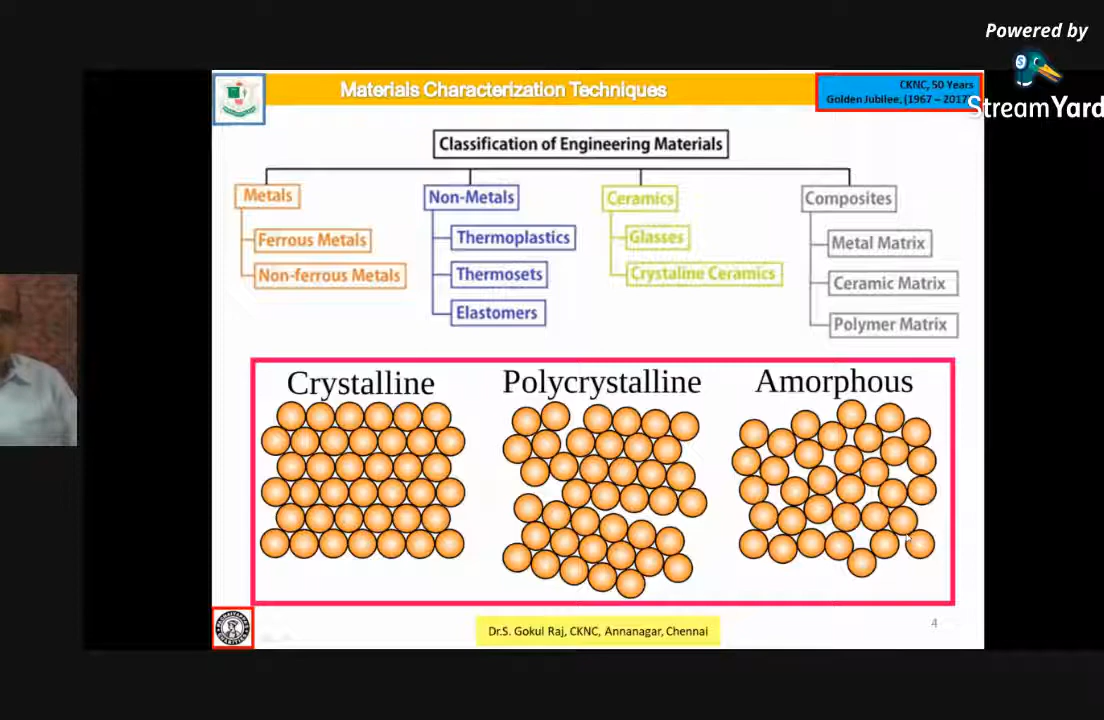 Powered by
StreamYard
Materials Characterization Techniques
CKNC, 50 Years
Golden Jubilee, (1967 – 2017)
Classification of Engineering Materials
Metals
Ferrous Metals
Non-ferrous Metals
Non-Metals
Thermoplastics
Thermosets
Elastomers
Ceramics
Glasses
Crystaline Ceramics
Composites
Metal Matrix
Ceramic Matrix
Polymer Matrix
Crystalline
Polycrystalline
Amorphous
Dr.S. Gokul Raj, CKNC, Annanagar, Chennai
4